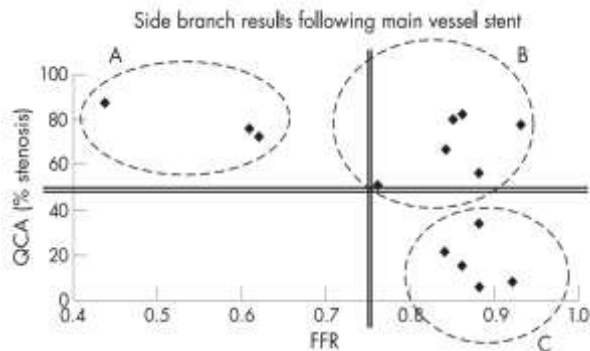 Side branch results following main vessel stent
A
B
100
80
60
40
20
0
QCA (% stenosis)
0.4
0.5
0.6
0.7
0.8
0.9
1.0
FFR
C